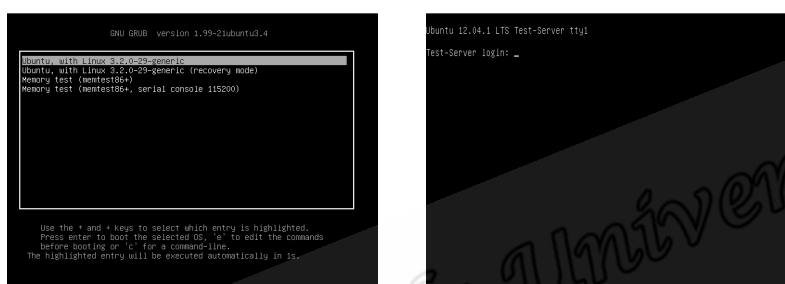 GNU GRUB version 1.99-21ubuntu3.4
Ubuntu, with Linux 3.2.0-29-generic
Ubuntu, with Linux 3.2.0-29-generic (recovery mode)
Memory test (memtest86+)
Memory test (memtest86+, serial console 115200)
Use the ↑ and ↓ keys to select which entry is highlighted.
Press enter to boot the selected OS, 'e' to edit the commands
before booting or 'c' for a command-line.
The highlighted entry will be executed automatically in 1s.
Ubuntu 12.04.1 LTS Test-Server tty1
Test-Server login: _